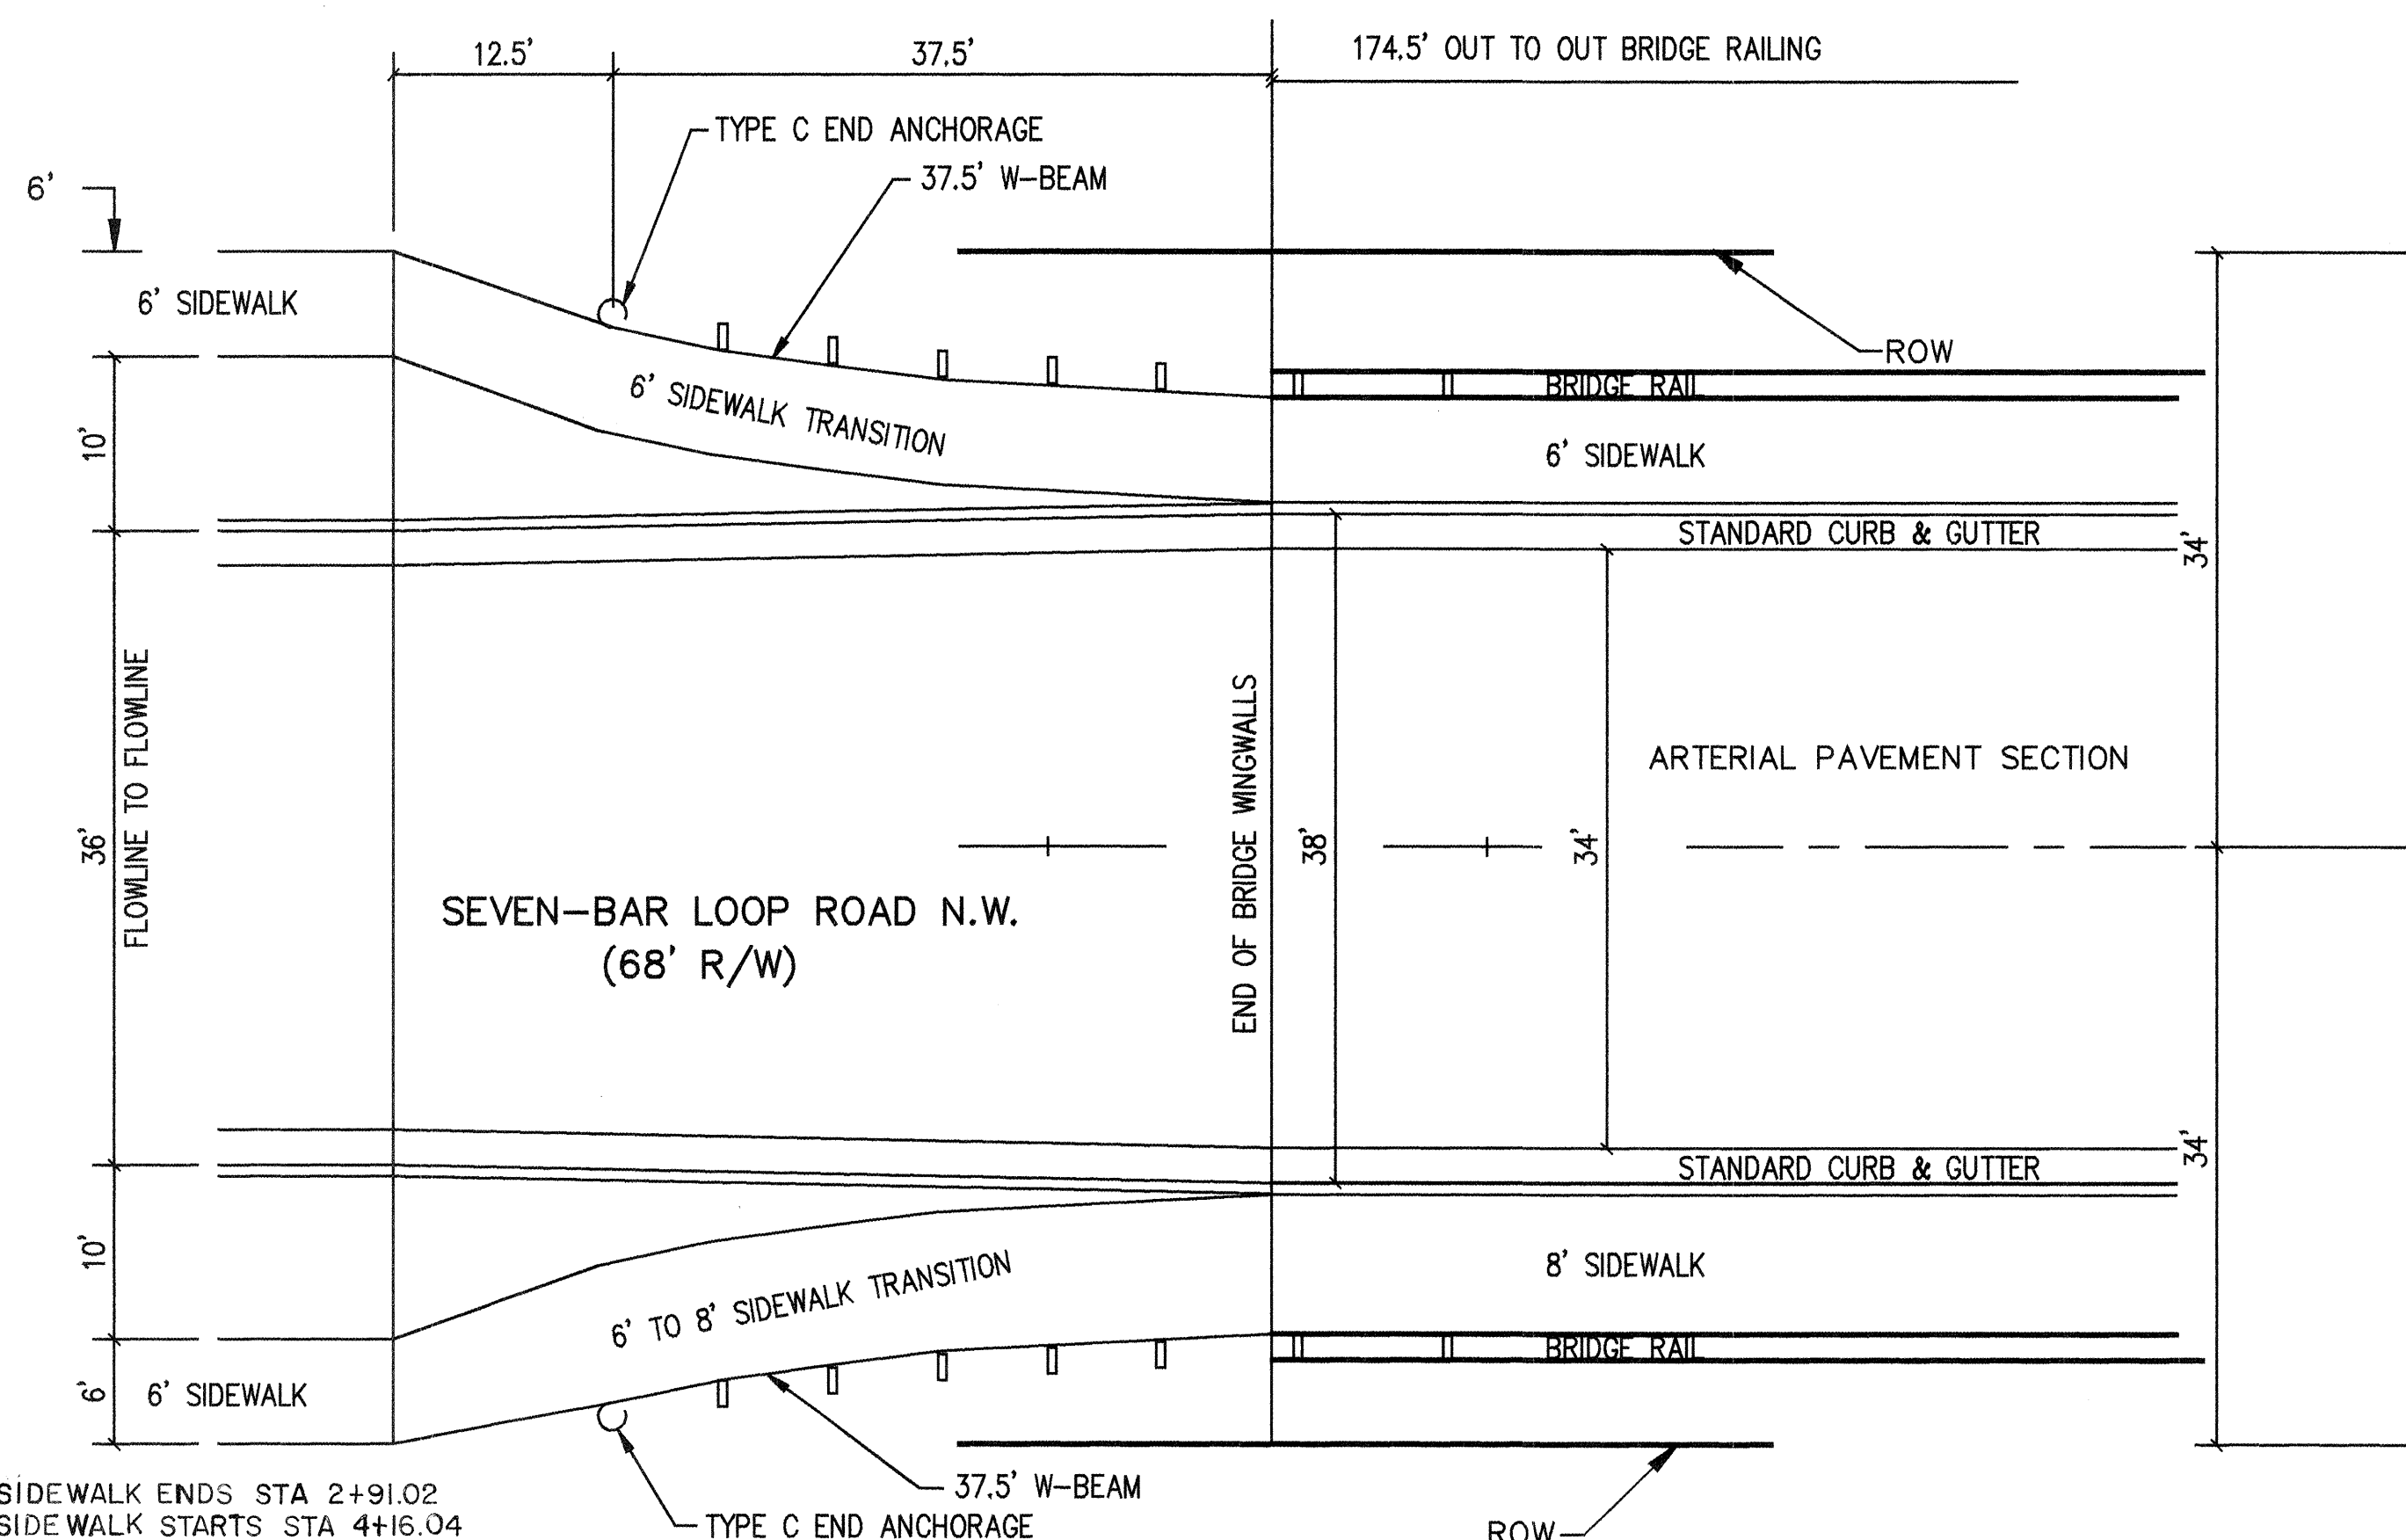 12.5'
37.5'
174.5' OUT TO OUT BRIDGE RAILING
TYPE C END ANCHORAGE
37.5' W-BEAM
6'
6' SIDEWALK
ROW
BRIDGE RAIL
6' SIDEWALK TRANSITION
10'
6' SIDEWALK
STANDARD CURB & GUTTER
34'
36'
FLOWLINE TO FLOWLINE
END OF BRIDGE WINGWALLS
38'
34'
ARTERIAL PAVEMENT SECTION
SEVEN-BAR LOOP ROAD N.W.
(68' R/W)
STANDARD CURB & GUTTER
34'
10'
8' SIDEWALK
6' TO 8' SIDEWALK TRANSITION
BRIDGE RAIL
6'
6' SIDEWALK
37.5' W-BEAM
SIDEWALK ENDS STA 2+91.02
SIDEWALK STARTS STA 4+16.04
TYPE C END ANCHORAGE
ROW